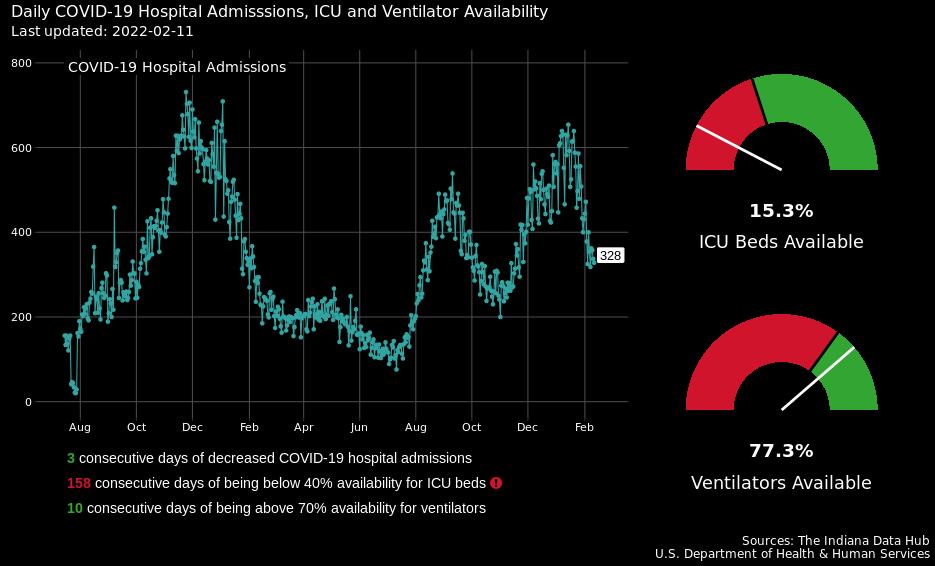 Daily COVID-19 Hospital Admisssions, ICU and Ventilator Availability
Last updated: 2022-02-11
COVID-19 Hospital Admissions
800
600
400
200
0
328
Aug Oct Dec Feb Apr Jun Aug Oct Dec Feb
15.3%
ICU Beds Available
77.3%
Ventilators Available
3 consecutive days of decreased COVID-19 hospital admissions
158 consecutive days of being below 40% availability for ICU beds !
10 consecutive days of being above 70% availability for ventilators
Sources: The Indiana Data Hub
U.S. Department of Health & Human Services